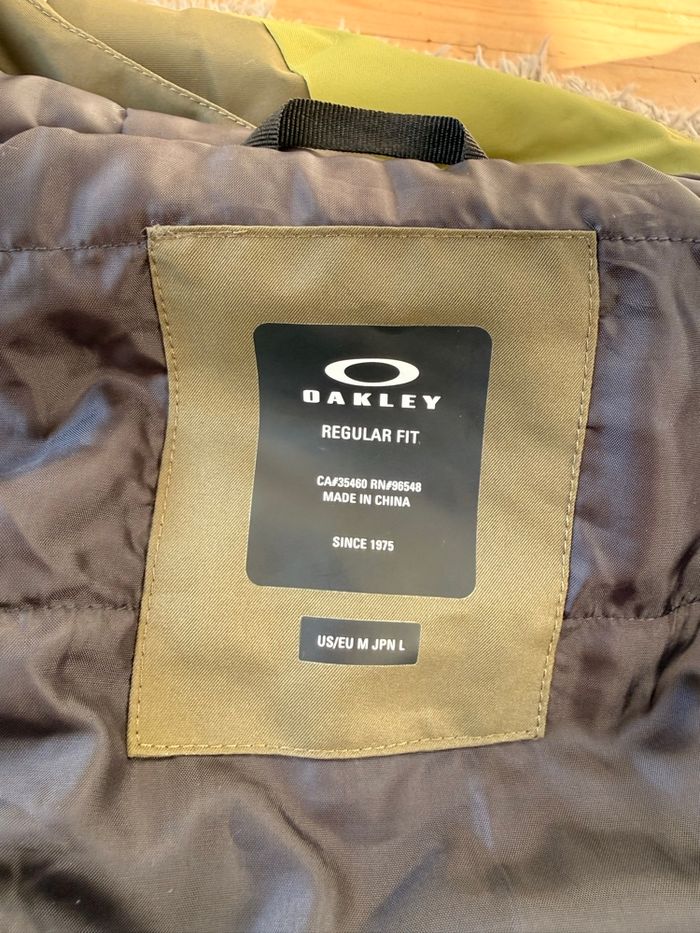 OAKLEY
REGULAR FIT
CA#35460 RN#96548
MADE IN CHINA
SINCE 1975
US/EU M JPN L